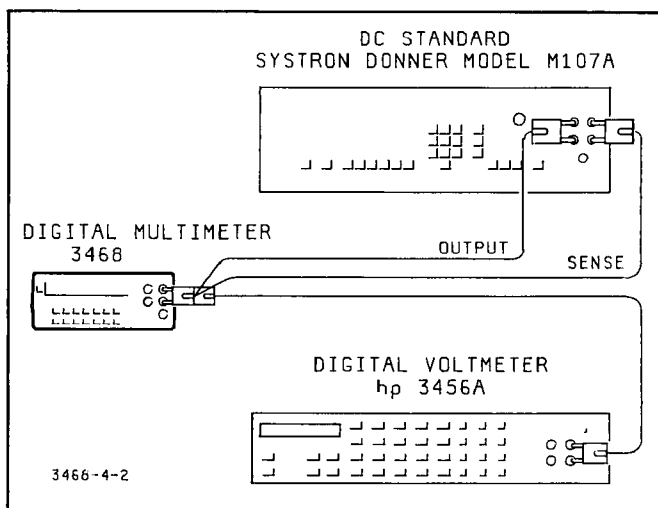 DC STANDARD
SYSTRON DONNER MODEL M107A
DIGITAL MULTIMETER
3468
OUTPUT
SENSE
DIGITAL VOLTMETER
hp 3456A
3468-4-2